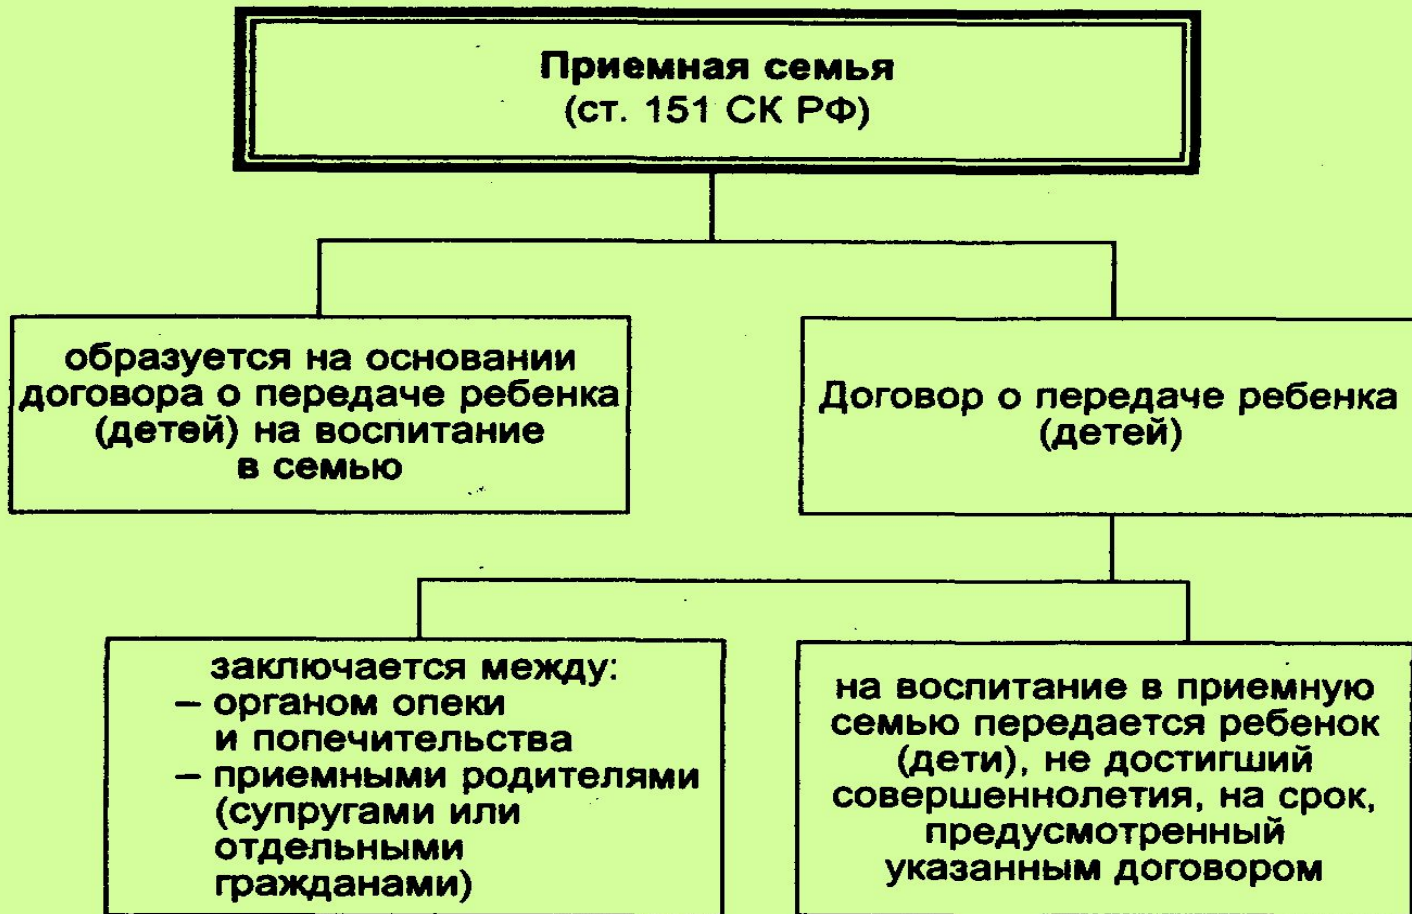 Приемная семья
(ст. 151 СК РФ)
образуется на основании
договора о передаче ребенка
(детей) на воспитание
в семью
Договор о передаче ребенка
(детей)
заключается между:
– органом опеки
и попечительства
– приемными родителями
(супругами или
отдельными
гражданами)
на воспитание в приемную
семью передается ребенок
(дети), не достигший
совершеннолетия, на срок,
предусмотренный
указанным договором